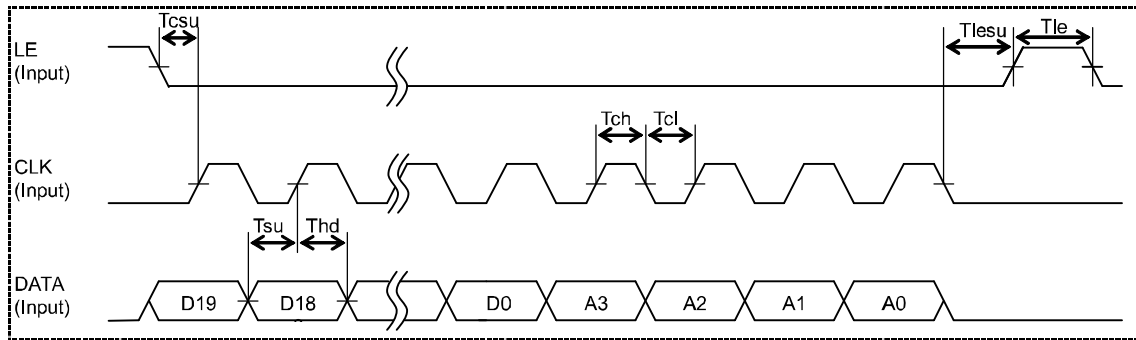 Tcsu
Tlesu
Tle
LE
(Input)
Tch
Tcl
CLK
(Input)
Tsu
Thd
DATA
(Input)
D19
D18
D0
A3
A2
A1
A0